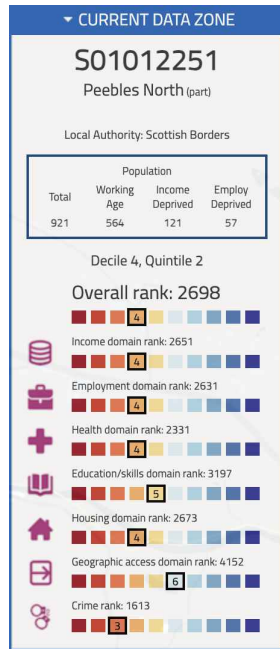 CURRENT DATA ZONE
S01012251
Peebles North (part)
Local Authority: Scottish Borders
Population
Total Working Age Income Deprived Employ Deprived
921 564 121 57
Decile 4, Quintile 2
Overall rank: 2698
4
Income domain rank: 2651
4
Employment domain rank: 2631
4
Health domain rank: 2331
4
Education/skills domain rank: 3197
5
Housing domain rank: 2673
4
Geographic access domain rank: 4152
6
Crime rank: 1613
3